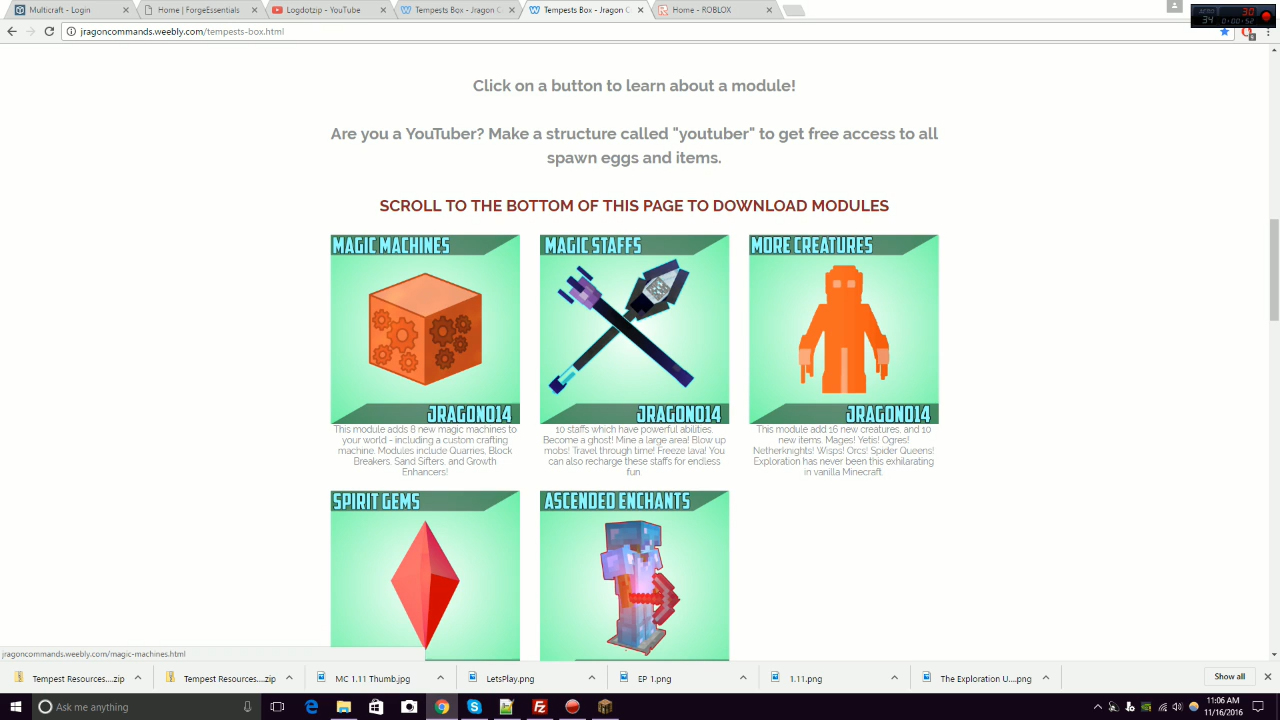 Multicraft - Login
Home | ForgeEssentials
Logdotzip - YouTube
Tempests Box - Jragon C
Tempests Box - Jragon C
Home - ROBLOX
34
30
0:00:52
jragoncommands.weebly.com/tempests-box.html
Click on a button to learn about a module!
Are you a YouTuber? Make a structure called "youtuber" to get free access to all
spawn eggs and items.
SCROLL TO THE BOTTOM OF THIS PAGE TO DOWNLOAD MODULES
MAGIC MACHINES
MAGIC STAFFS
MORE CREATURES
JRAGON014
JRAGON014
JRAGON014
This module adds 8 new magic machines to
your world - including a custom crafting
machine. Modules include Quarries, Block
Breakers, Sand Sifters, and Growth
Enhancers!
10 staffs which have powerful abilities.
Become a ghost! Mine a large area! Blow up
mobs! Travel through time! Freeze lava! You
can also recharge these staffs for endless
fun.
This module add 16 new creatures, and 10
new items. Mages! Yetis! Ogres!
Netherknights! Wisps! Orcs! Spider Queens!
Exploration has never been this exhilarating
in vanilla Minecraft.
SPIRIT GEMS
ASCENDED ENCHANTS
jragoncommands.weebly.com/magic-machines.html
Tempest Resources....zip
Tempest Resources....zip
MC 1.11 Thumb.jpg
LetsPlay.png
EP 1.png
1.11.png
The Exploration U....png
Show all
Ask me anything
11:06 AM
11/16/2016